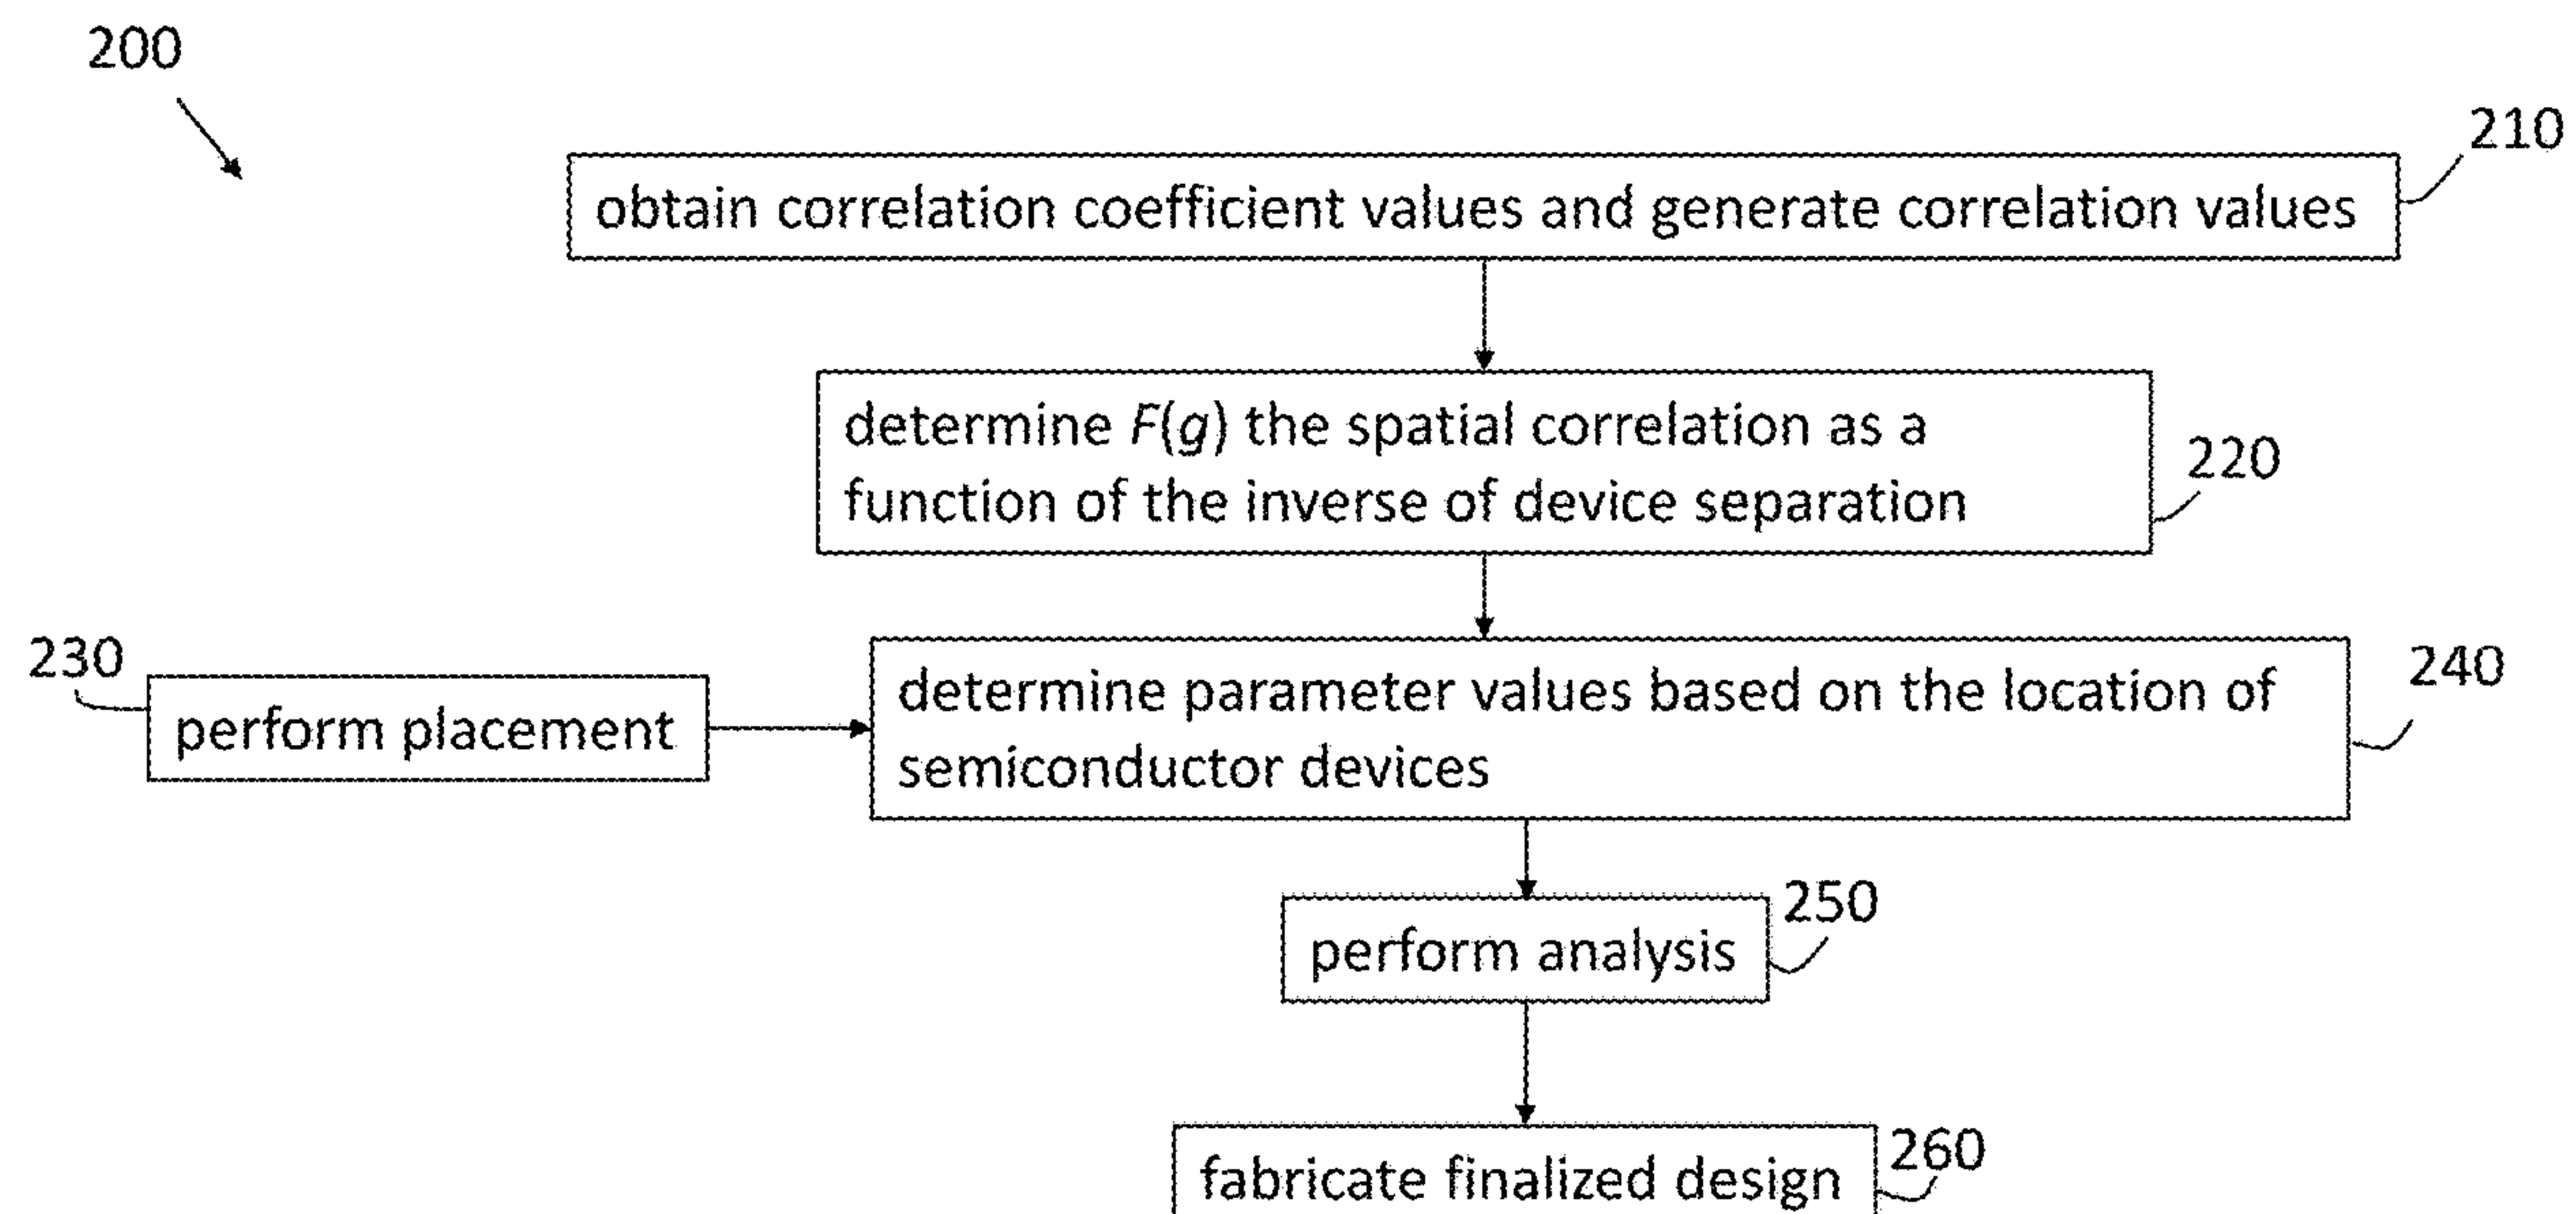 200
210
obtain correlation coefficient values and generate correlation values
determine F(g) the spatial correlation as a
function of the inverse of device separation
220
230
perform placement
determine parameter values based on the location of
semiconductor devices
240
250
perform analysis
260
fabricate finalized design